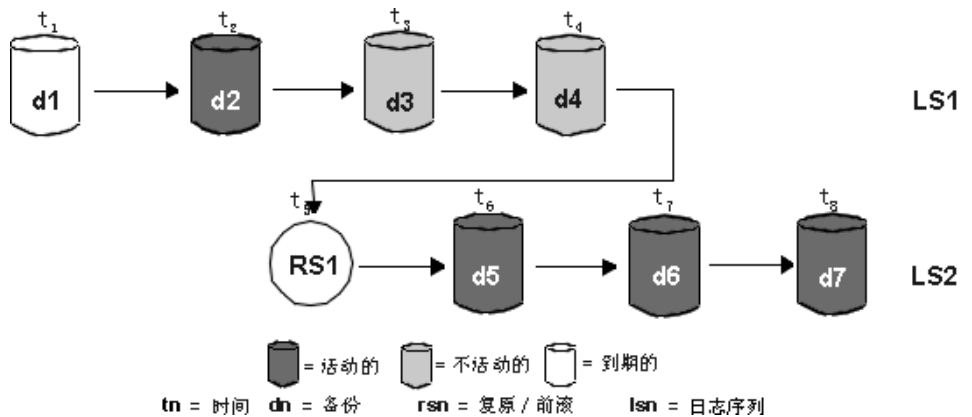 t₁ t₂ t₃ t₄
d1 d2 d3 d4 LS1
t₅ t₆ t₇ t₈
RS1 d5 d6 d7 LS2
= 活动的 = 不活动的 = 到期的
tn = 时间 dn = 备份 rsn = 复原 / 前滚 lsn = 日志序列